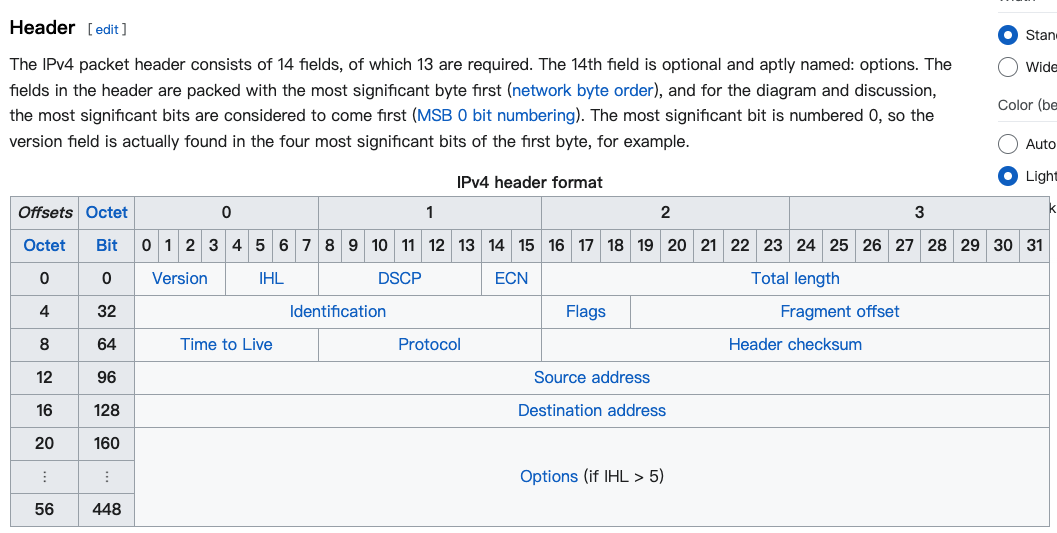 Header [ edit ]
The IPv4 packet header consists of 14 fields, of which 13 are required. The 14th field is optional and aptly named: options. The
fields in the header are packed with the most significant byte first (network byte order), and for the diagram and discussion,
the most significant bits are considered to come first (MSB 0 bit numbering). The most significant bit is numbered 0, so the
version field is actually found in the four most significant bits of the first byte, for example.
IPv4 header format
Offsets Octet 0 1 2 3
Octet Bit 0 1 2 3 4 5 6 7 8 9 10 11 12 13 14 15 16 17 18 19 20 21 22 23 24 25 26 27 28 29 30 31
0 0 Version IHL DSCP ECN Total length
4 32 Identification Flags Fragment offset
8 64 Time to Live Protocol Header checksum
12 96 Source address
16 128 Destination address
20 160
⋮ ⋮ Options (if IHL > 5)
56 448
Stan
Wide
Color (be
Auto
Light
k